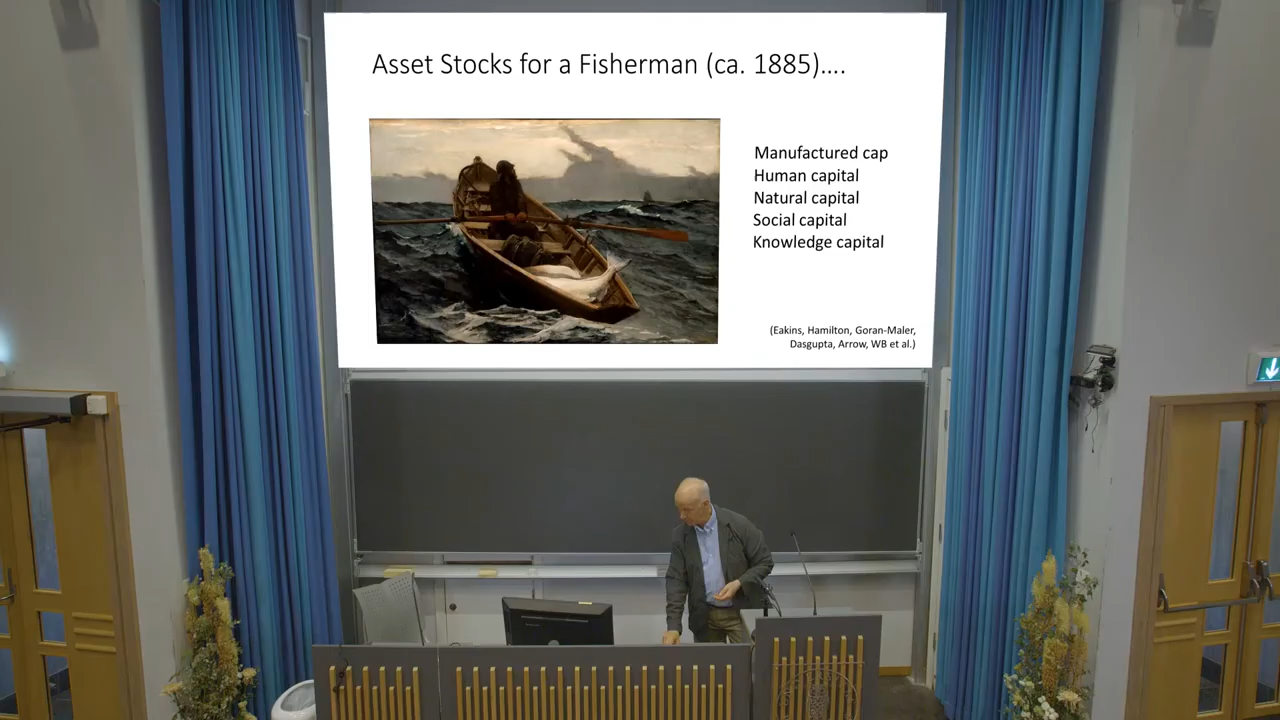 Asset Stocks for a Fisherman (ca. 1885)....
Manufactured cap
Human capital
Natural capital
Social capital
Knowledge capital
(Eakins, Hamilton, Goran-Maler,
Dasgupta, Arrow, WB et al.)